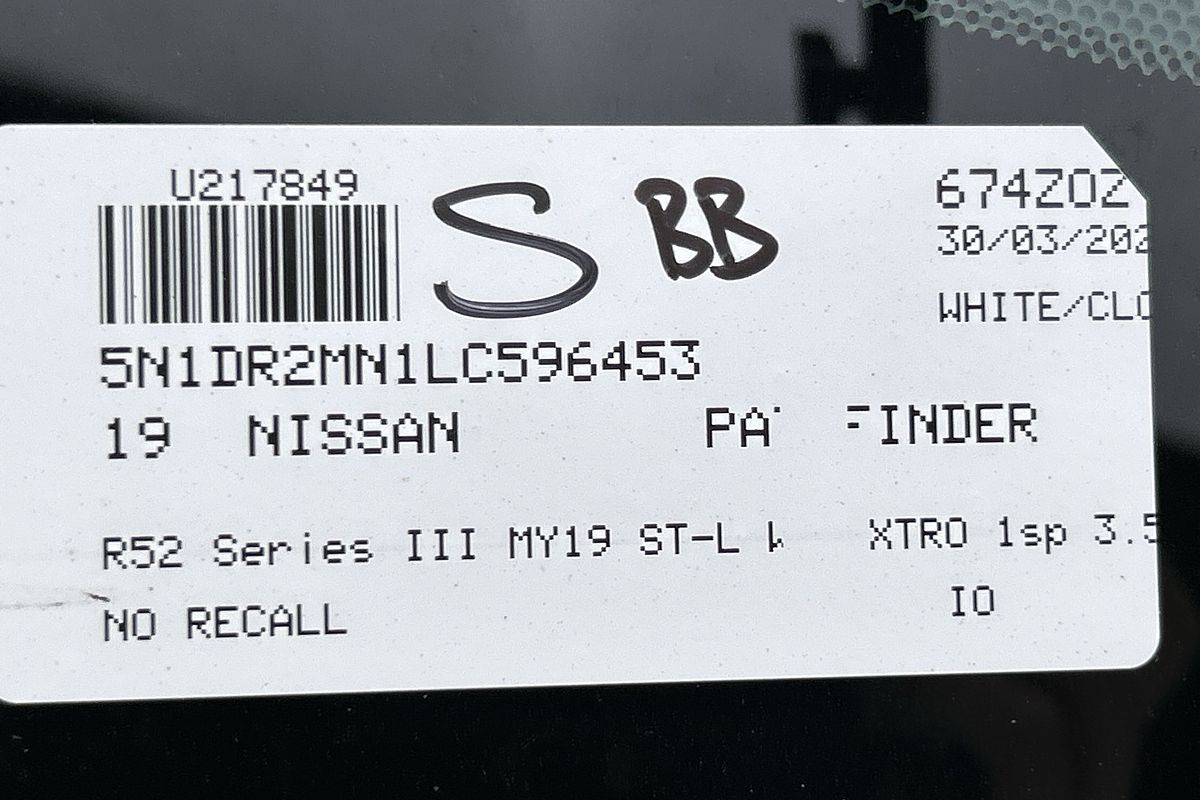 U217849
S BB
674ZOZ
30/03/202
WHITE/CLO
5N1DR2MN1LC596453
19 NISSAN PA FINDER
R52 Series III MY19 ST-L XTRO 1sp 3.5
NO RECALL
IO